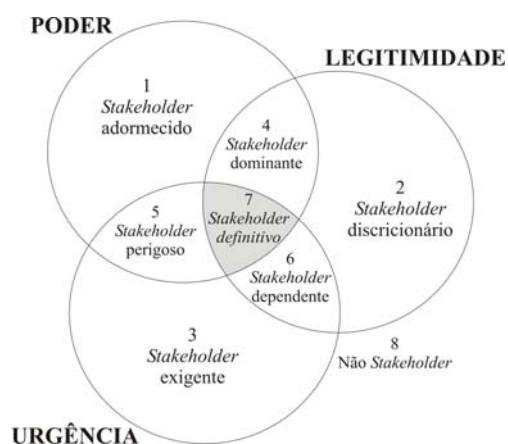 PODER
LEGITIMIDADE
1
Stakeholder
adormecido
4
Stakeholder
dominante
2
Stakeholder
discricionário
5
Stakeholder
perigoso
7
Stakeholder
definitivo
6
Stakeholder
dependente
3
Stakeholder
exigente
8
Não Stakeholder
URGÊNCIA